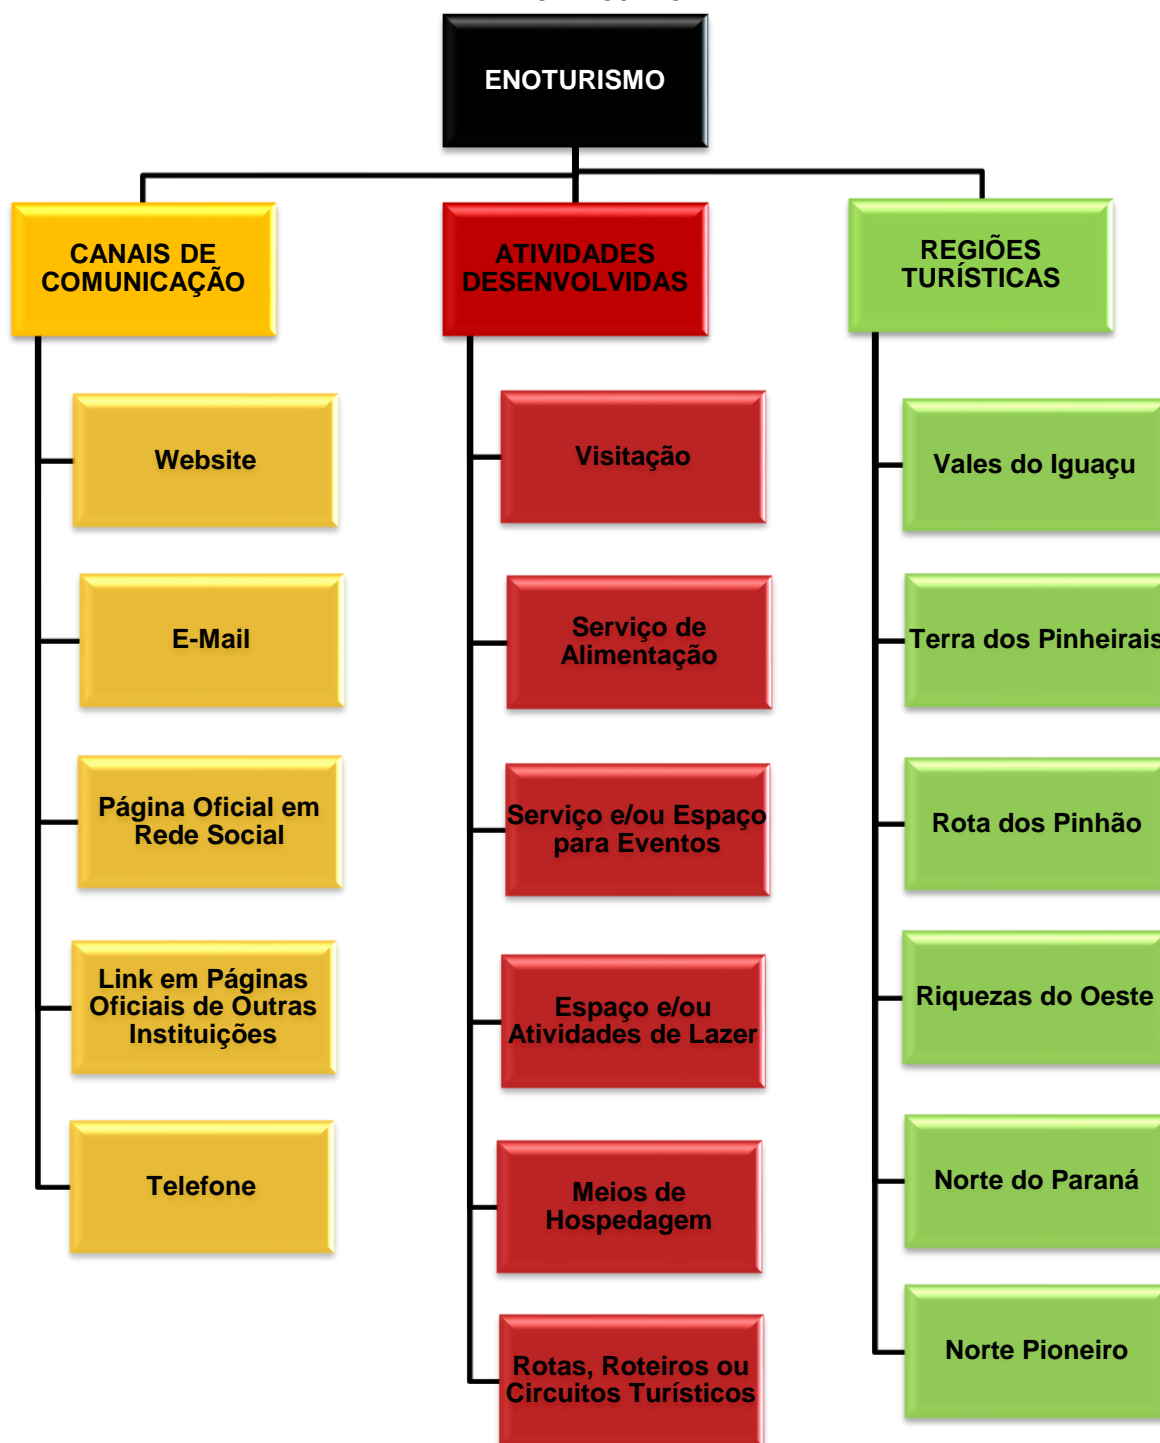 ENOTURISMO
CANAIS DE
COMUNICAÇÃO
Website
E-Mail
Página Oficial em
Rede Social
Link em Páginas
Oficiais de Outras
Instituições
Telefone
ATIVIDADES
DESENVOLVIDAS
Visitação
Serviço de
Alimentação
Serviço e/ou Espaço
para Eventos
Espaço e/ou
Atividades de Lazer
Meios de
Hospedagem
Rotas, Roteiros ou
Circuitos Turísticos
REGIÕES
TURÍSTICAS
Vales do Iguaçu
Terra dos Pinheirais
Rota dos Pinhão
Riquezas do Oeste
Norte do Paraná
Norte Pioneiro